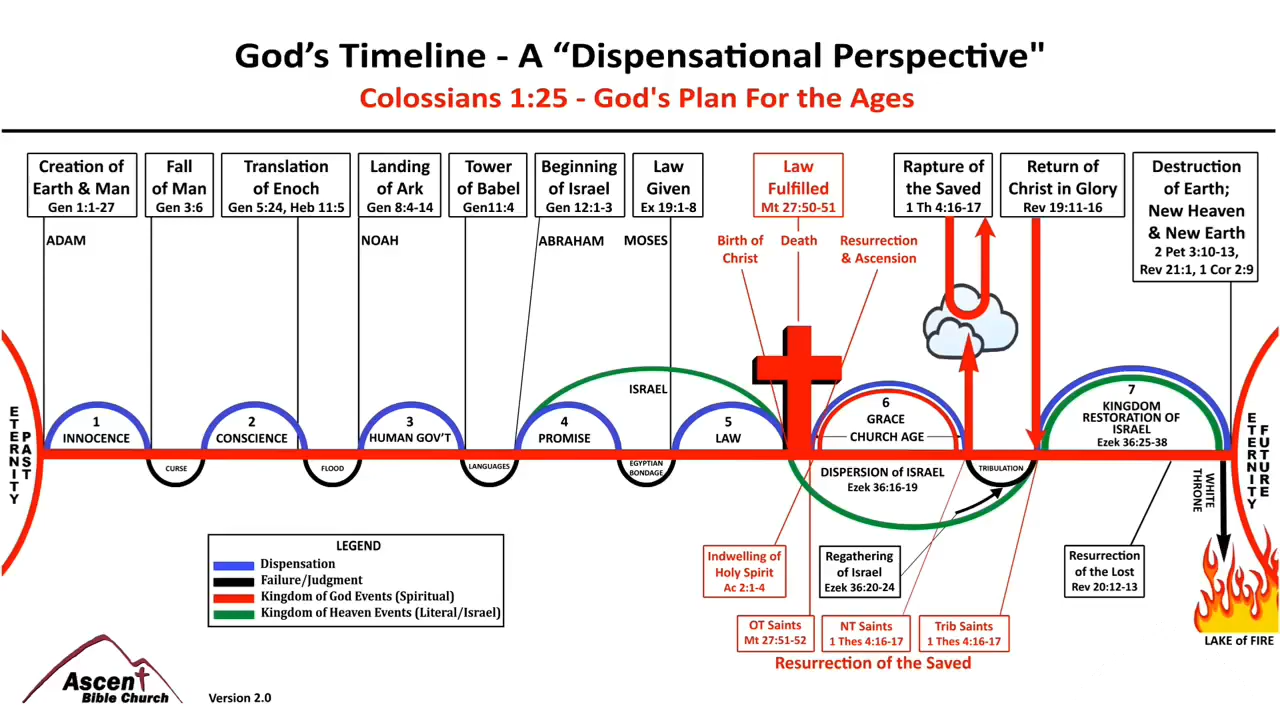 God’s Timeline - A “Dispensational Perspective"
Colossians 1:25 - God's Plan For the Ages
Creation of
Earth & Man
Gen 1:1-27
Fall
of Man
Gen 3:6
Translation
of Enoch
Gen 5:24, Heb 11:5
Landing
of Ark
Gen 8:4-14
Tower
of Babel
Gen11:4
Beginning
of Israel
Gen 12:1-3
Law
Given
Ex 19:1-8
Law
Fulfilled
Mt 27:50-51
Rapture of
the Saved
1 Th 4:16-17
Return of
Christ in Glory
Rev 19:11-16
Destruction
of Earth;
New Heaven
& New Earth
2 Pet 3:10-13,
Rev 21:1, 1 Cor 2:9
ADAM
NOAH
ABRAHAM
MOSES
Birth of
Christ
Death
Resurrection
& Ascension
ISRAEL
ETERNITY
PAST
1
INNOCENCE
2
CONSCIENCE
3
HUMAN GOV'T
4
PROMISE
5
LAW
6
GRACE
CHURCH AGE
7
KINGDOM
RESTORATION OF
ISRAEL
Ezek 36:25-38
ETERNITY
FUTURE
CURSE
FLOOD
LANGUAGES
EGYPTIAN
BONDAGE
DISPERSION of ISRAEL
Ezek 36:16-19
TRIBULATION
WHITE
THRONE
LEGEND
Dispensation
Failure/Judgment
Kingdom of God Events (Spiritual)
Kingdom of Heaven Events (Literal/Israel)
Indwelling of
Holy Spirit
Ac 2:1-4
Regathering
of Israel
Ezek 36:20-24
Resurrection
of the Lost
Rev 20:12-13
OT Saints
Mt 27:51-52
NT Saints
1 Thes 4:16-17
Trib Saints
1 Thes 4:16-17
Resurrection of the Saved
LAKE of FIRE
Ascent
Bible Church
Version 2.0